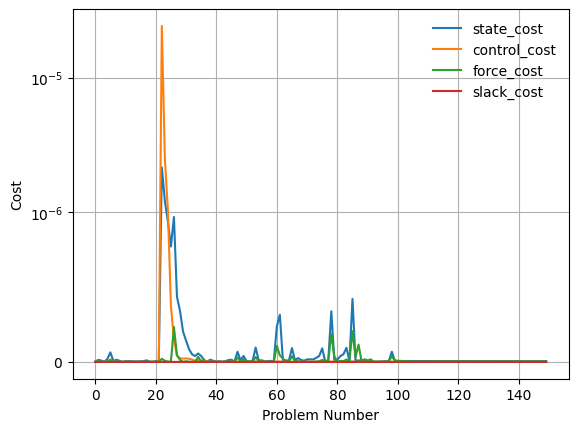 state_cost
control_cost
force_cost
slack_cost
Cost
10⁻⁵
10⁻⁶
0
0 20 40 60 80 100 120 140
Problem Number